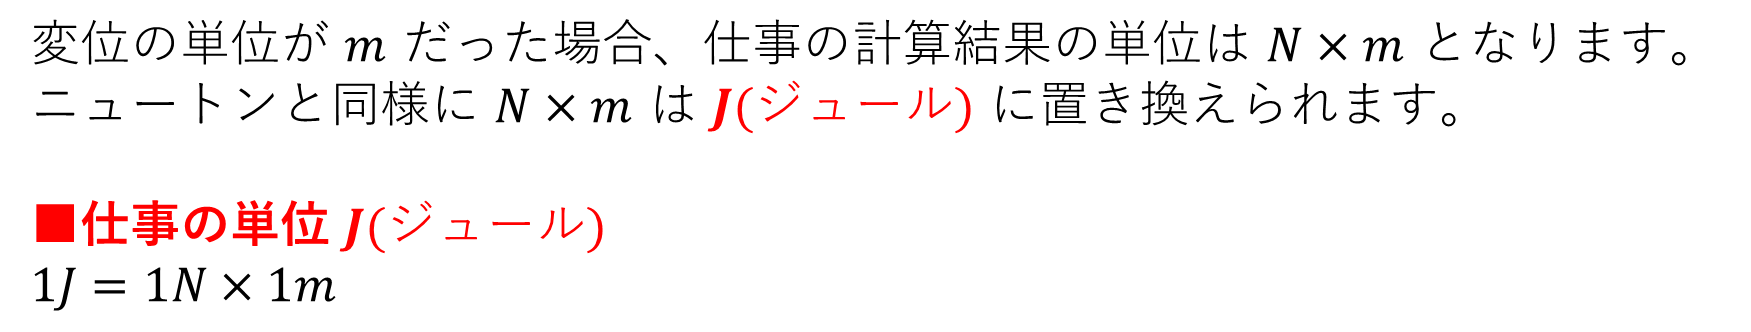 変位の単位が m だった場合、仕事の計算結果の単位は N × m となります。
ニュートンと同様に N × m は J(ジュール) に置き換えられます。
■仕事の単位 J(ジュール)
1J = 1N × 1m